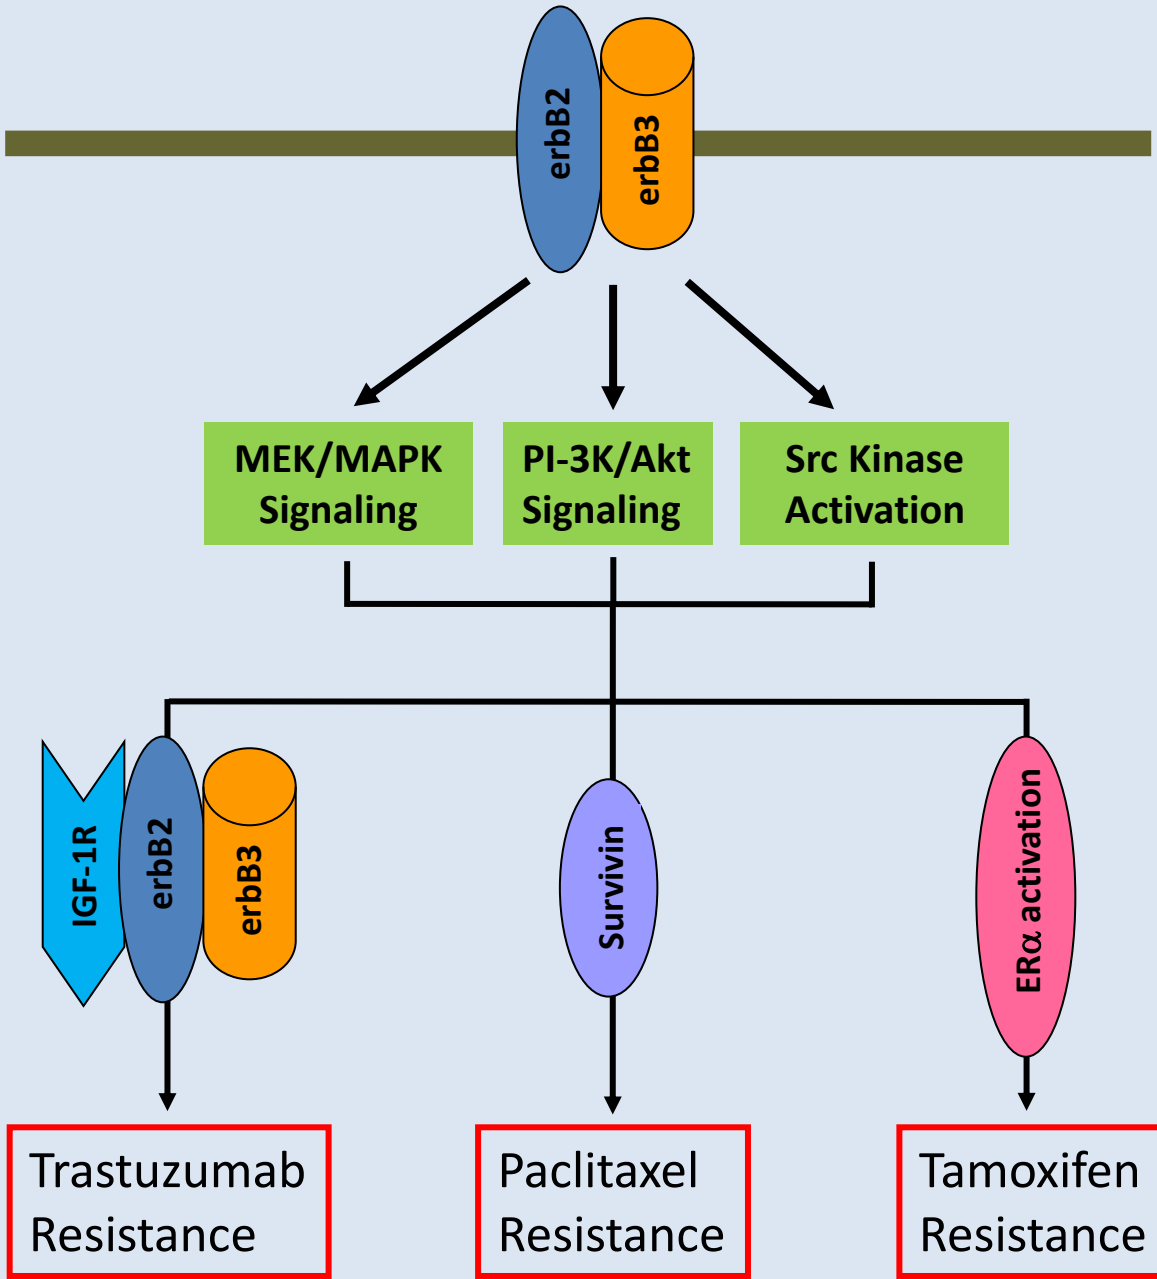 erbB2
erbB3
MEK/MAPK
Signaling
PI-3K/Akt
Signaling
Src Kinase
Activation
IGF-1R
erbB2
erbB3
Survivin
ERα activation
Trastuzumab
Resistance
Paclitaxel
Resistance
Tamoxifen
Resistance